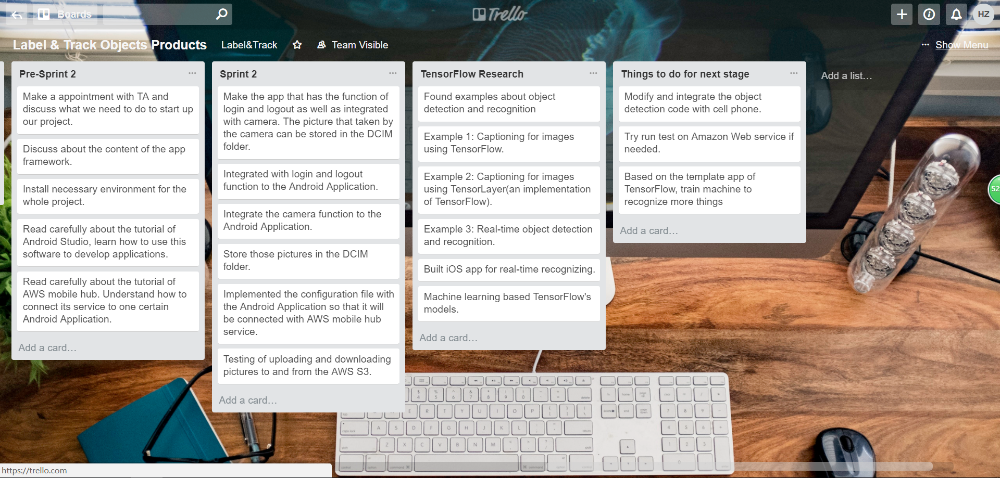 Boards
Trello
HZ
Label & Track Objects Products
Label&Track
Team Visible
··· Show Menu
Pre-Sprint 2
Make a appointment with TA and
discuss what we need to do to start up
our project.
Discuss about the content of the app
framework.
Install necessary environment for the
whole project.
Read carefully about the tutorial of
Android Studio, learn how to use this
software to develop applications.
Read carefully about the tutorial of
AWS mobile hub. Understand how to
connect its service to one certain
Android Application.
Add a card…
Sprint 2
Make the app that has the function of
login and logout as well as integrated
with camera. The picture that taken by
the camera can be stored in the DCIM
folder.
Integrated with login and logout
function to the Android Application.
Integrate the camera function to the
Android Application.
Store those pictures in the DCIM
folder.
Implemented the configuration file with
the Android Application so that it will
be connected with AWS mobile hub
service.
Testing of uploading and downloading
pictures to and from the AWS S3.
Add a card…
TensorFlow Research
Found examples about object
detection and recognition
Example 1: Captioning for images
using TensorFlow.
Example 2: Captioning for images
using TensorLayer(an implementation
of TensorFlow).
Example 3: Real-time object detection
and recognition.
Built iOS app for real-time recognizing.
Machine learning based TensorFlow's
models.
Add a card…
Things to do for next stage
Modify and integrate the object
detection code with cell phone.
Try run test on Amazon Web service if
needed.
Based on the template app of
TensorFlow, train machine to
recognize more things
Add a card…
Add a list…
52
https://trello.com